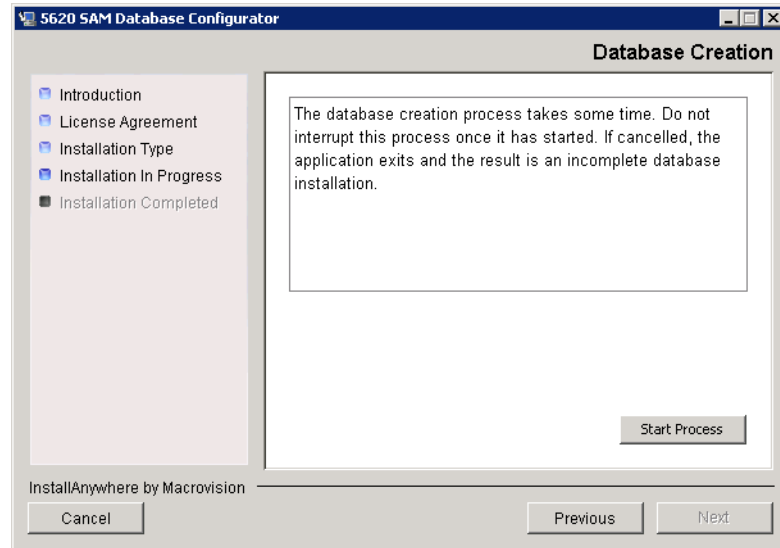 5620 SAM Database Configurator
Database Creation
Introduction
License Agreement
Installation Type
Installation In Progress
Installation Completed
The database creation process takes some time. Do not
interrupt this process once it has started. If cancelled, the
application exits and the result is an incomplete database
installation.
Start Process
InstallAnywhere by Macrovision
Cancel
Previous
Next